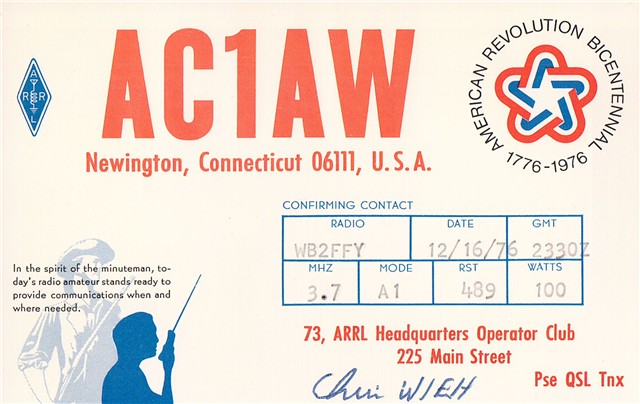 AC1AW
Newington, Connecticut 06111, U.S.A.
A
R R
L
AMERICAN REVOLUTION BICENTENNIAL
1776-1976
CONFIRMING CONTACT
RADIO DATE GMT
WB2FFY 12/16/76 2330Z
MHZ MODE RST WATTS
3.7 A1 489 100
In the spirit of the minuteman, to-
day's radio amateur stands ready to
provide communications when and
where needed.
73, ARRL Headquarters Operator Club
225 Main Street
Pse QSL Tnx